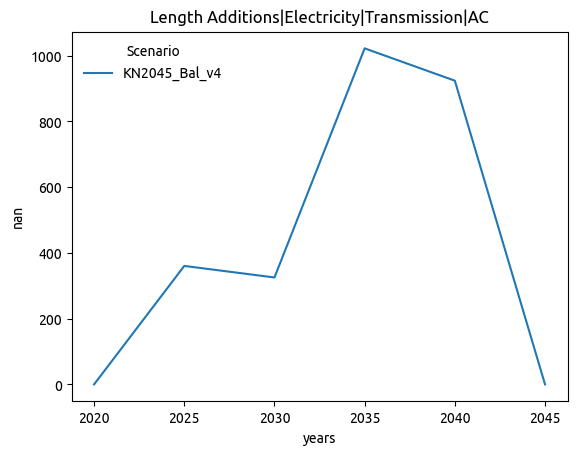 Length Additions|Electricity|Transmission|AC
Scenario
KN2045_Bal_v4
1000
800
600
400
200
0
nan
2020 2025 2030 2035 2040 2045
years